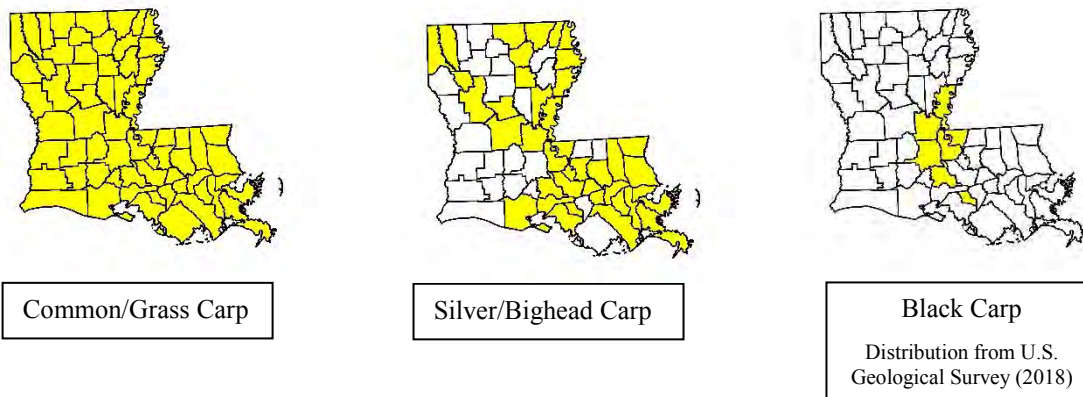 Common/Grass Carp
Silver/Bighead Carp
Black Carp
Distribution from U.S.
Geological Survey (2018)